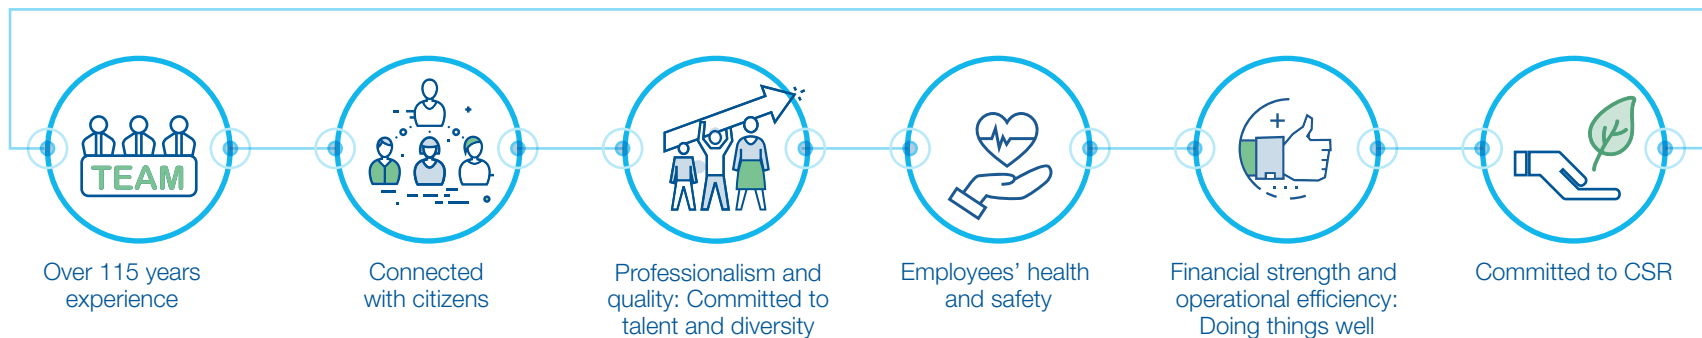 TEAM
Over 115 years
experience
Connected
with citizens
Professionalism and
quality: Committed to
talent and diversity
Employees’ health
and safety
Financial strength and
operational efficiency:
Doing things well
Committed to CSR